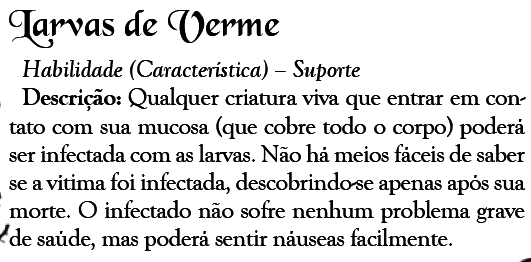 Larvas de Verme
Habilidade (Característica) – Suporte
Descrição: Qualquer criatura viva que entrar em con-
tato com sua mucosa (que cobre todo o corpo) poderá
ser infectada com as larvas. Não há meios fáceis de saber
se a vítima foi infectada, descobrindo-se apenas após sua
morte. O infectado não sofre nenhum problema grave
de saúde, mas poderá sentir náuseas facilmente.